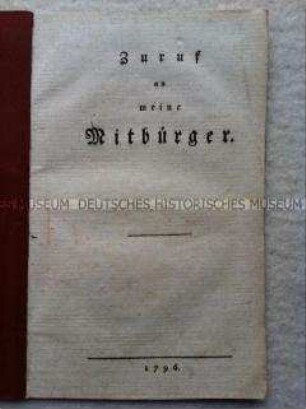 Zuruf
an
meine
Mitbürger.
MUSEUM DEUTSCHES HISTORISCHES MUSEUM
1796.